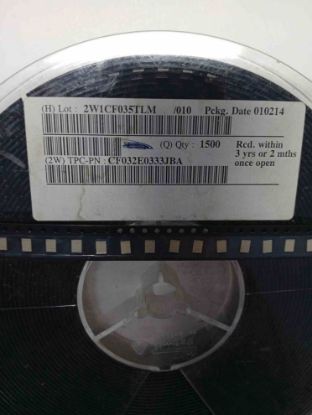 (H) Lot : 2W1CF035TLM /010 Pckg. Date 010214
(Q) Qty : 1500 Rcd. within
3 yrs or 2 mths
(2W) TPC-PN : CF032E0333JBA once open